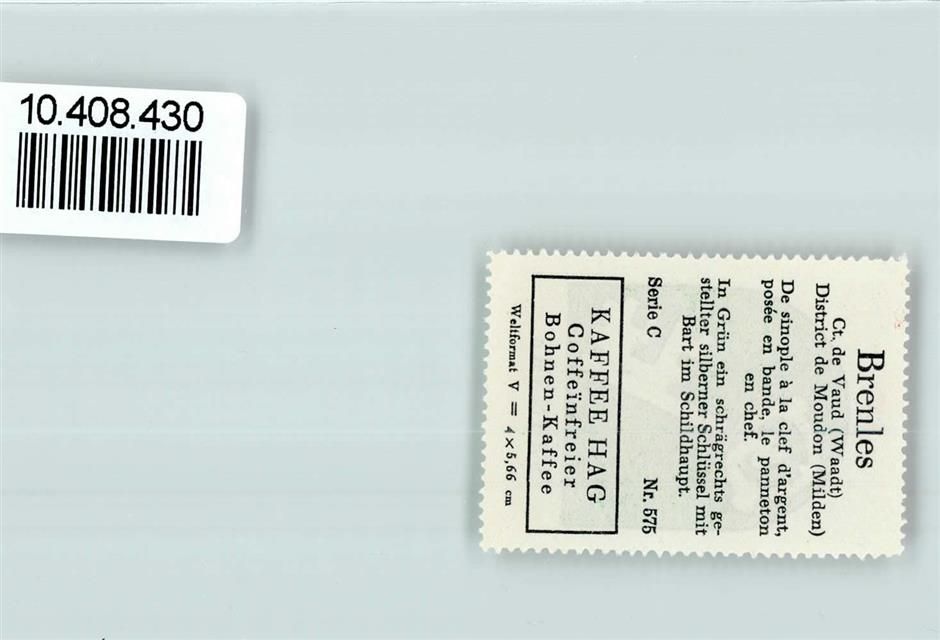 10.408.430
Brenles
Ct. de Vaud (Waadt)
District de Moudon (Milden)
De sinople à la clef d'argent,
posée en bande, le panneton
en chef.
In Grün ein schrägrechts ge-
stellter silberner Schlüssel mit
Bart im Schildhaupt.
Serie C Nr. 575
KAFFEE HAG
Coffeïnfreier
Bohnen-Kaffee
Weltformat V = 4×5,66 cm